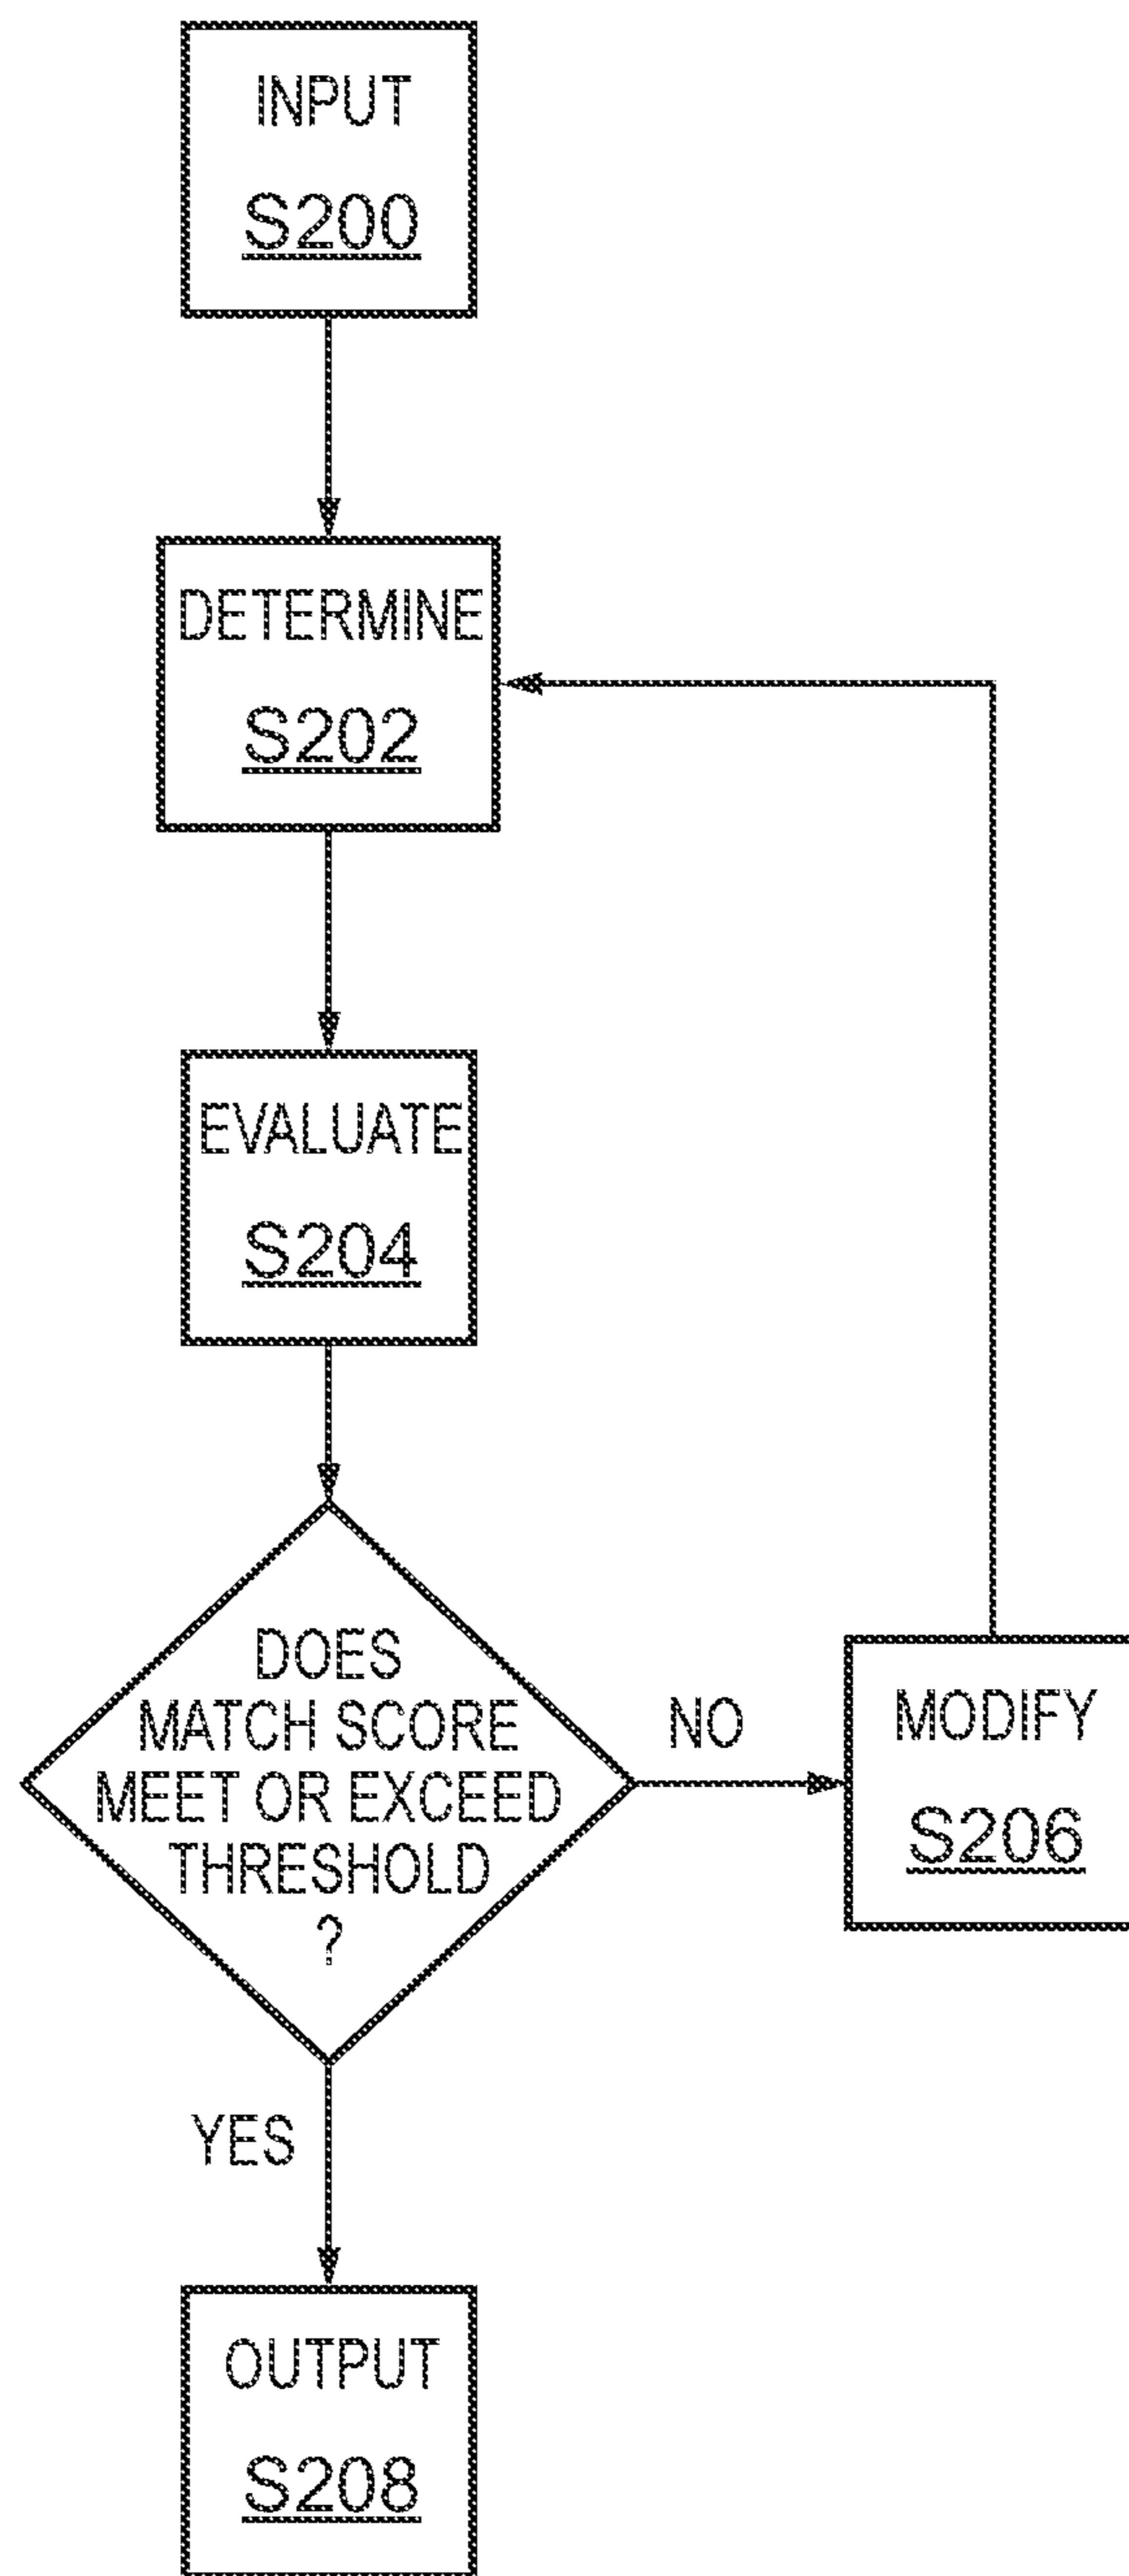 INPUT
S200
DETERMINE
S202
EVALUATE
S204
DOES
MATCH SCORE
MEET OR EXCEED
THRESHOLD
?
NO
MODIFY
S206
YES
OUTPUT
S208